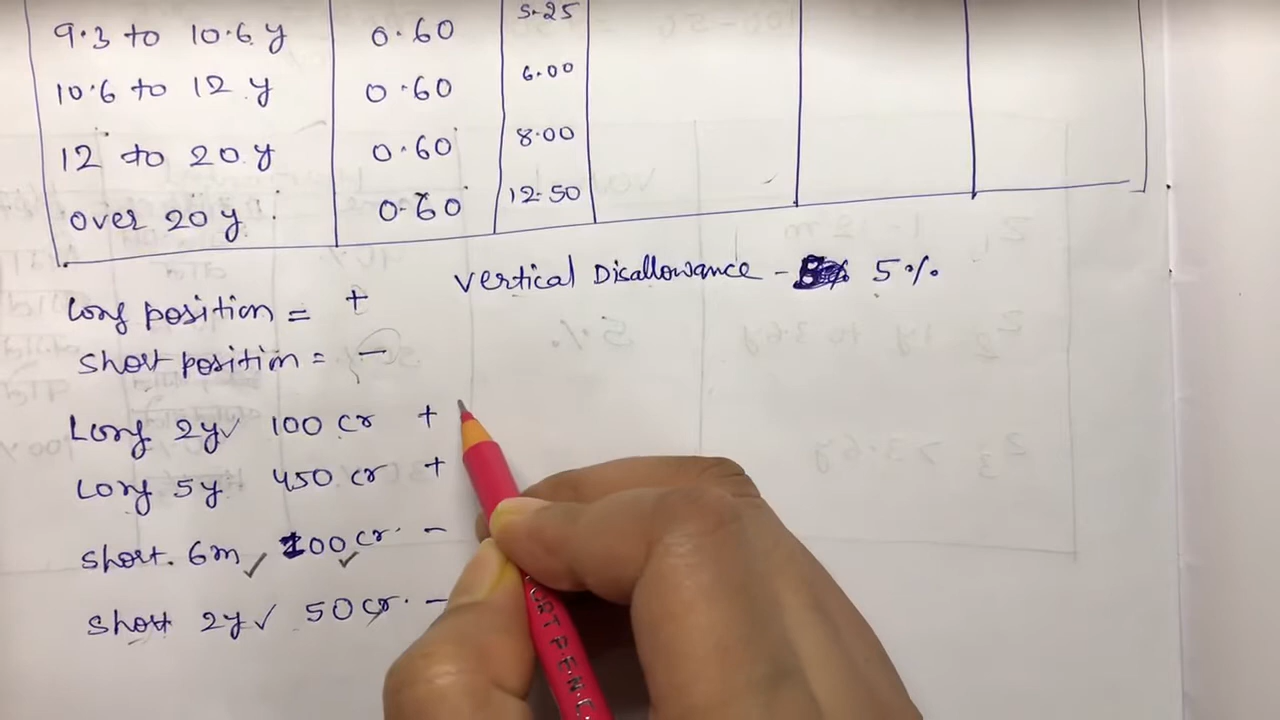 9.3 to 10.6 y 0.60 5.25
10.6 to 12 y 0.60 6.00
12 to 20 y 0.60 8.00
over 20 y 0.60 12.50
Vertical Disallowance - 5%
Long position = +
Short position = -
Long 2y✓ 100 cr +
Long 5y 450 cr +
Short. 6m ✓ 200 cr. -
Short 2y✓ 50 cr. -